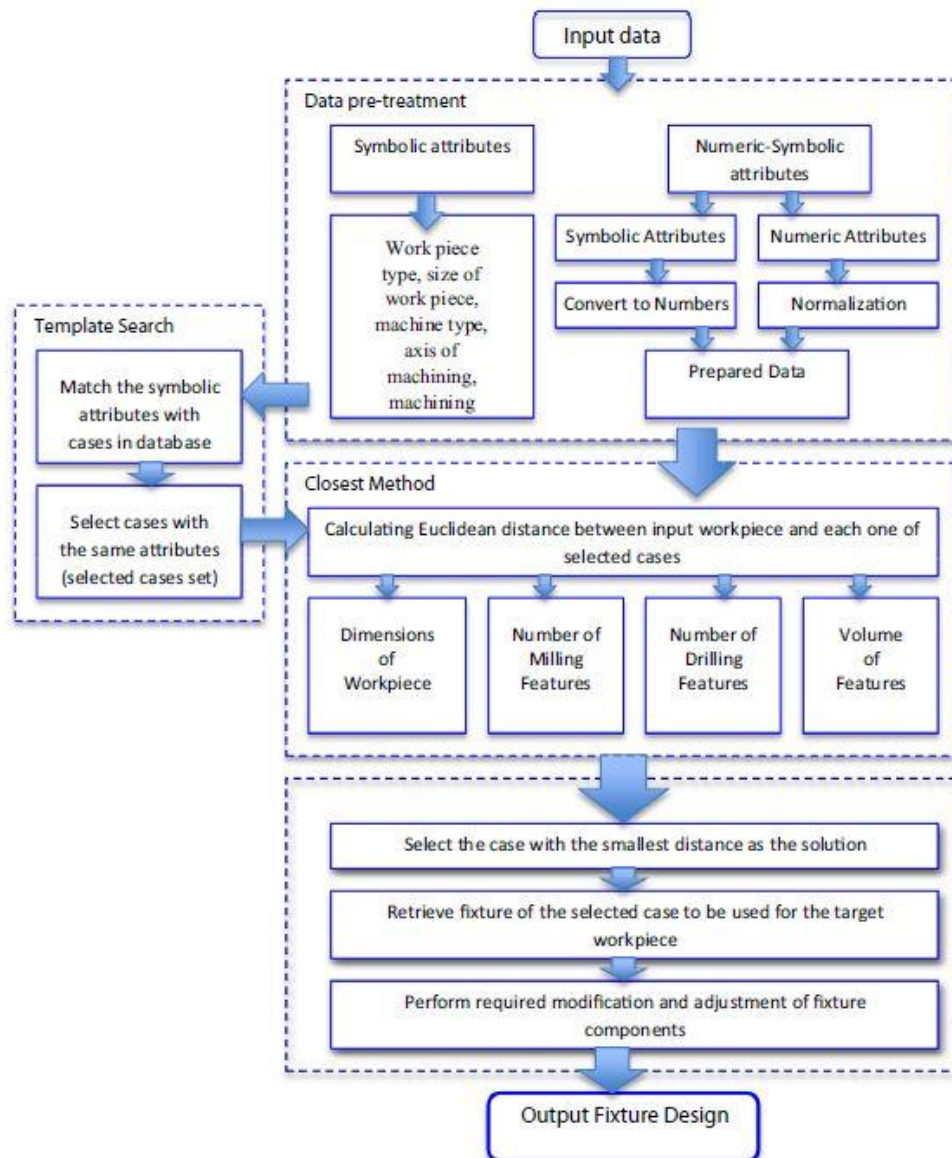 Input data
Data pre-treatment
Symbolic attributes
Numeric-Symbolic
attributes
Symbolic Attributes
Numeric Attributes
Work piece
type, size of
work piece,
machine type,
axis of
machining,
machining
Convert to Numbers
Normalization
Prepared Data
Template Search
Match the symbolic
attributes with
cases in database
Select cases with
the same attributes
(selected cases set)
Closest Method
Calculating Euclidean distance between input workpiece and each one of
selected cases
Dimensions
of
Workpiece
Number of
Milling
Features
Number of
Drilling
Features
Volume
of
Features
Select the case with the smallest distance as the solution
Retrieve fixture of the selected case to be used for the target
workpiece
Perform required modification and adjustment of fixture
components
Output Fixture Design